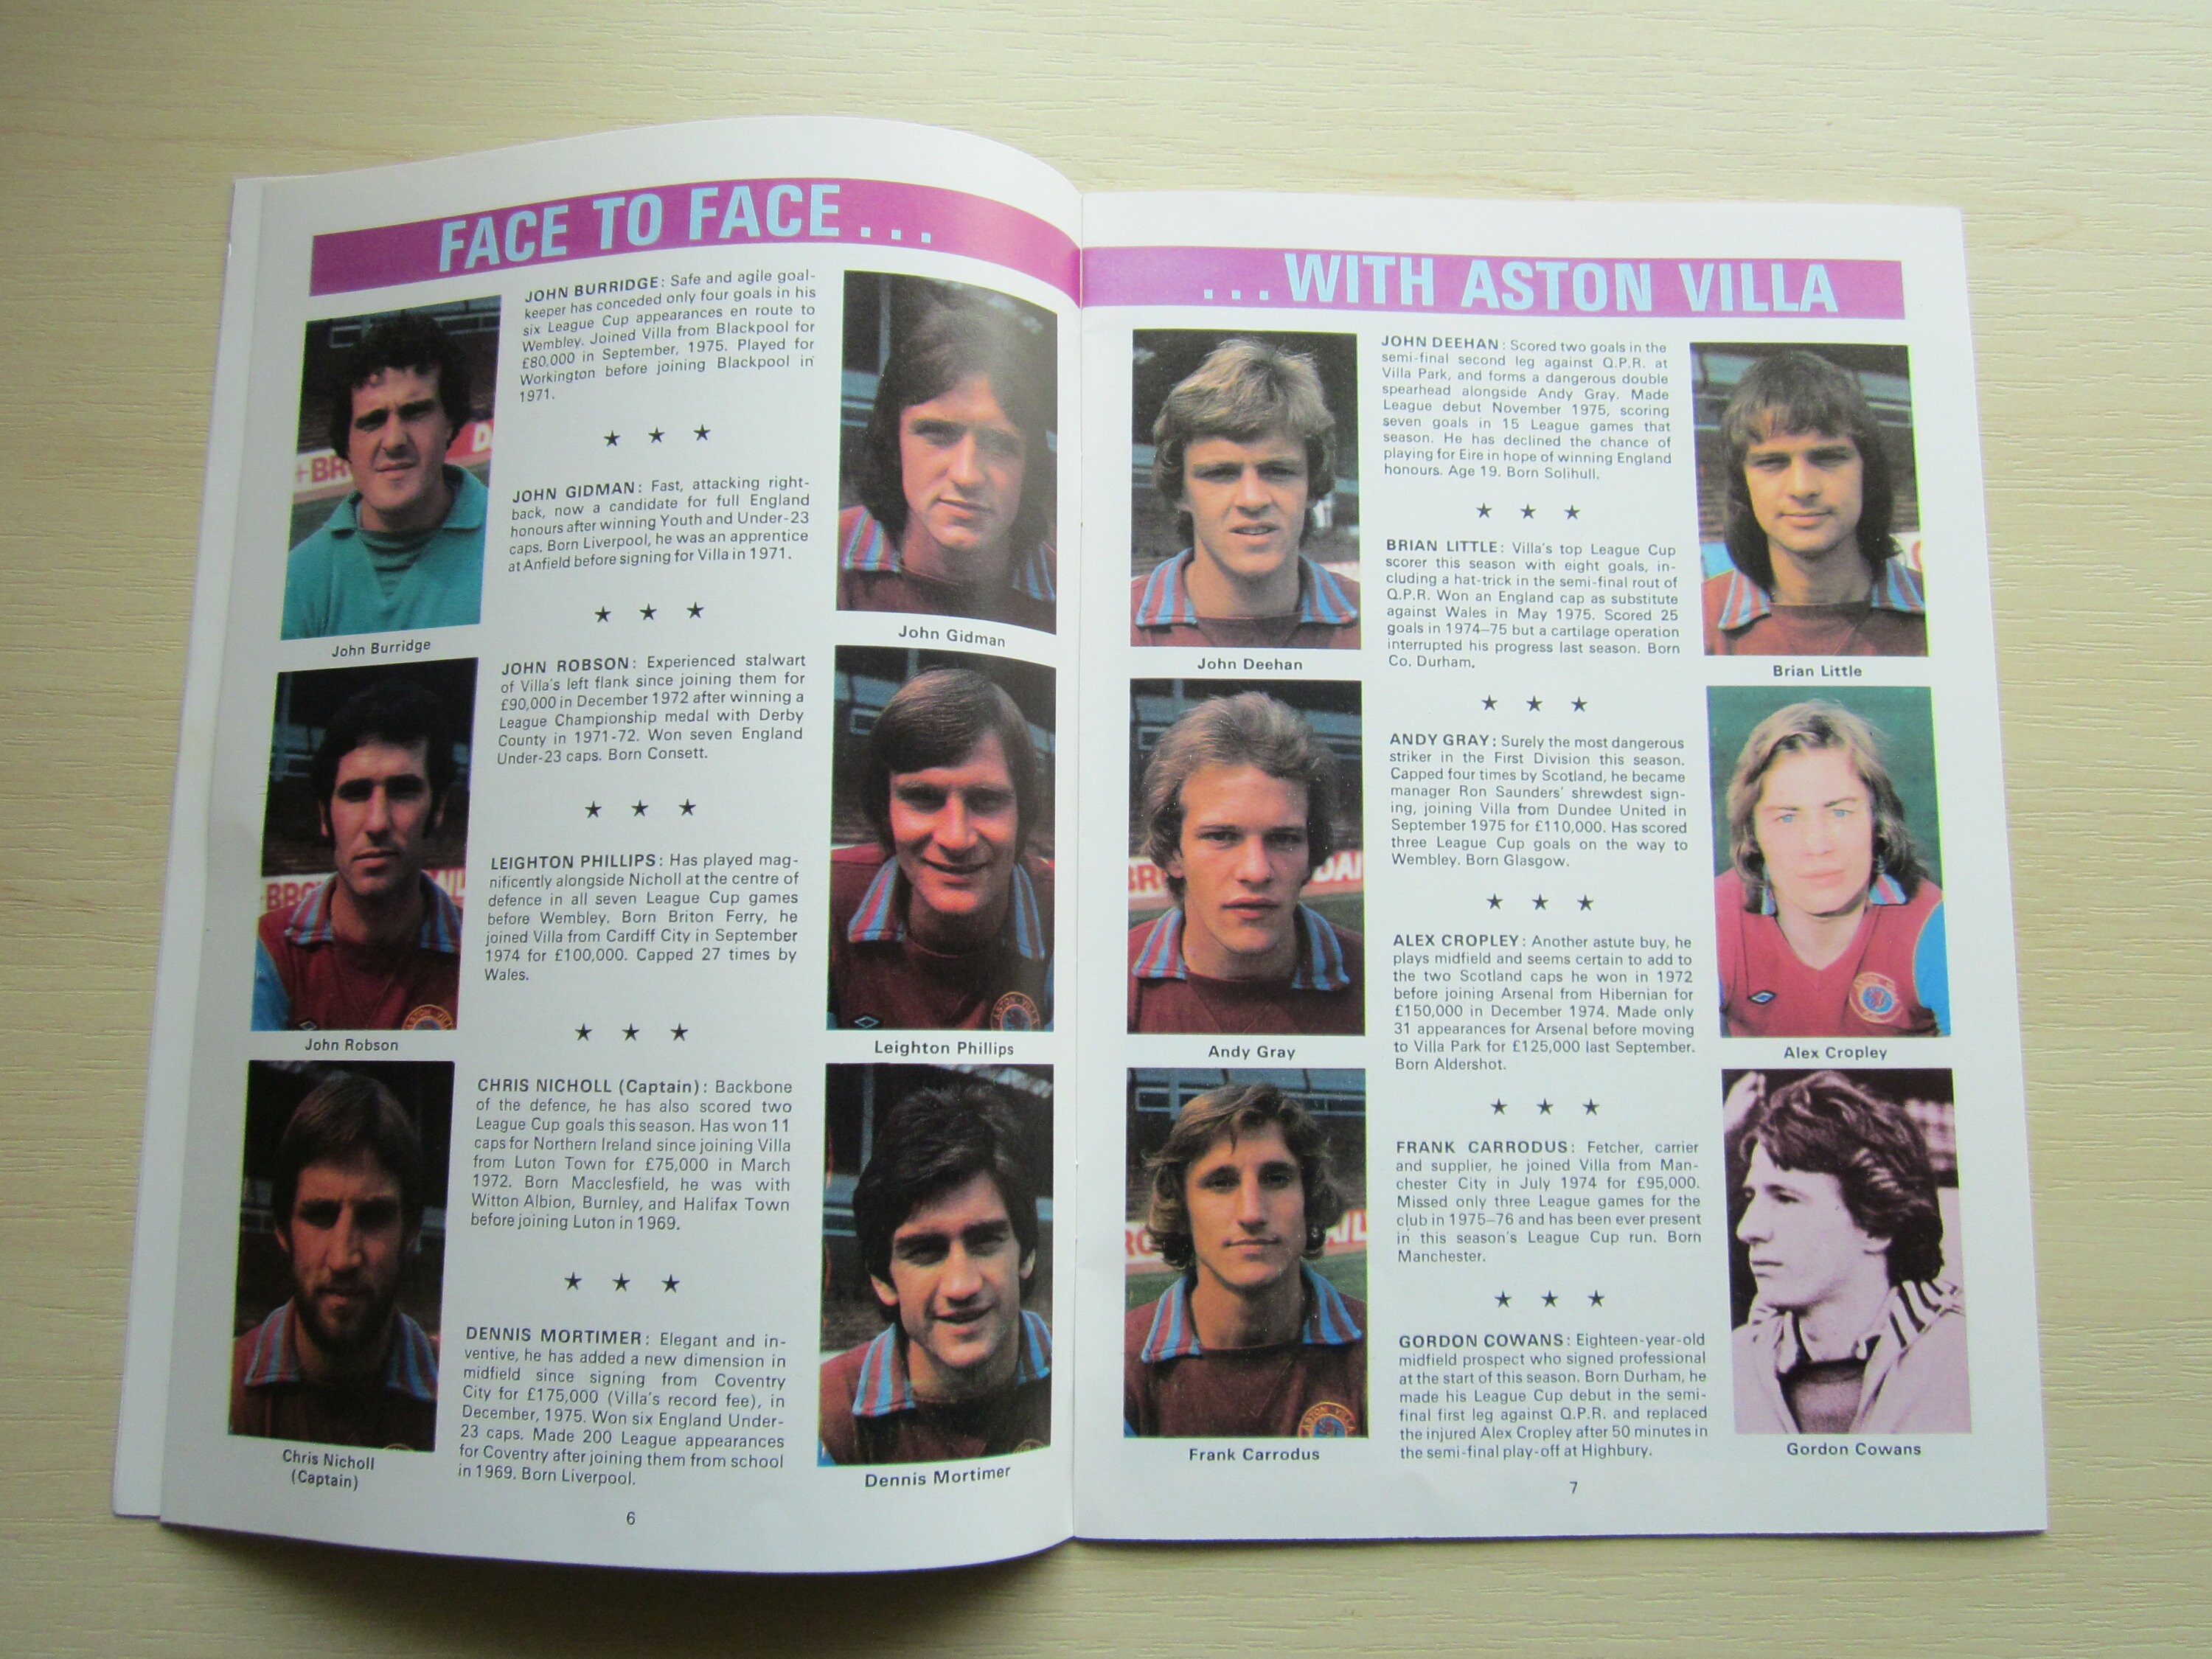 FACE TO FACE...
JOHN BURRIDGE: Safe and agile goal-
keeper has conceded only four goals in his
six League Cup appearances en route to
Wembley. Joined Villa from Blackpool for
£80,000 in September, 1975. Played for
Workington before joining Blackpool in
1971.
★ ★ ★
JOHN GIDMAN: Fast, attacking right-
back, now a candidate for full England
honours after winning Youth and Under-23
caps. Born Liverpool, he was an apprentice
at Anfield before signing for Villa in 1971.
★ ★ ★
JOHN ROBSON: Experienced stalwart
of Villa's left flank since joining them for
£90,000 in December 1972 after winning a
League Championship medal with Derby
County in 1971-72. Won seven England
Under-23 caps. Born Consett.
★ ★ ★
LEIGHTON PHILLIPS: Has played mag-
nificently alongside Nicholl at the centre of
defence in all seven League Cup games
before Wembley. Born Briton Ferry, he
joined Villa from Cardiff City in September
1974 for £100,000. Capped 27 times by
Wales.
★ ★ ★
CHRIS NICHOLL (Captain): Backbone
of the defence, he has also scored two
League Cup goals this season. Has won 11
caps for Northern Ireland since joining Villa
from Luton Town for £75,000 in March
1972. Born Macclesfield, he was with
Witton Albion, Burnley, and Halifax Town
before joining Luton in 1969.
★ ★ ★
DENNIS MORTIMER: Elegant and in-
ventive, he has added a new dimension in
midfield since signing from Coventry
City for £175,000 (Villa's record fee), in
December, 1975. Won six England Under-
23 caps. Made 200 League appearances
for Coventry after joining them from school
in 1969. Born Liverpool.
John Burridge
John Gidman
John Robson
Leighton Phillips
Chris Nicholl
(Captain)
Dennis Mortimer
6
...WITH ASTON VILLA
JOHN DEEHAN: Scored two goals in the
semi-final second leg against Q.P.R. at
Villa Park, and forms a dangerous double
spearhead alongside Andy Gray. Made
League debut November 1975, scoring
seven goals in 15 League games that
season. He has declined the chance of
playing for Eire in hope of winning England
honours. Age 19. Born Solihull.
★ ★ ★
BRIAN LITTLE: Villa's top League Cup
scorer this season with eight goals, in-
cluding a hat-trick in the semi-final rout of
Q.P.R. Won an England cap as substitute
against Wales in May 1975. Scored 25
goals in 1974–75 but a cartilage operation
interrupted his progress last season. Born
Co. Durham.
★ ★ ★
ANDY GRAY: Surely the most dangerous
striker in the First Division this season.
Capped four times by Scotland, he became
manager Ron Saunders' shrewdest sign-
ing, joining Villa from Dundee United in
September 1975 for £110,000. Has scored
three League Cup goals on the way to
Wembley. Born Glasgow.
★ ★ ★
ALEX CROPLEY: Another astute buy, he
plays midfield and seems certain to add to
the two Scotland caps he won in 1972
before joining Arsenal from Hibernian for
£150,000 in December 1974. Made only
31 appearances for Arsenal before moving
to Villa Park for £125,000 last September.
Born Aldershot.
★ ★ ★
FRANK CARRODUS: Fetcher, carrier
and supplier, he joined Villa from Man-
chester City in July 1974 for £95,000.
Missed only three League games for the
club in 1975–76 and has been ever present
in this season's League Cup run. Born
Manchester.
★ ★ ★
GORDON COWANS: Eighteen-year-old
midfield prospect who signed professional
at the start of this season. Born Durham, he
made his League Cup debut in the semi-
final first leg against Q.P.R. and replaced
the injured Alex Cropley after 50 minutes in
the semi-final play-off at Highbury.
John Deehan
Brian Little
Andy Gray
Alex Cropley
Frank Carrodus
Gordon Cowans
7